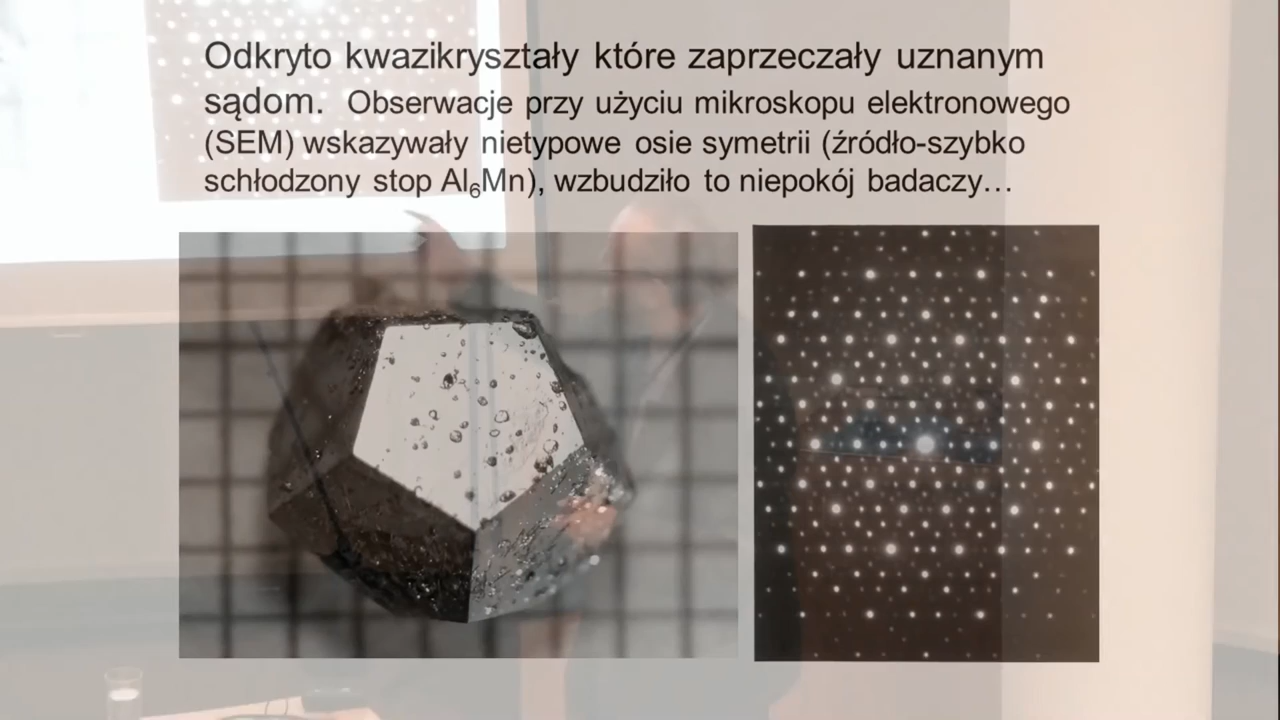 Odkryto kwazikryształy które zaprzeczały uznanym
sądom. Obserwacje przy użyciu mikroskopu elektronowego
(SEM) wskazywały nietypowe osie symetrii (źródło-szybko
schłodzony stop Al₆Mn), wzbudziło to niepokój badaczy…